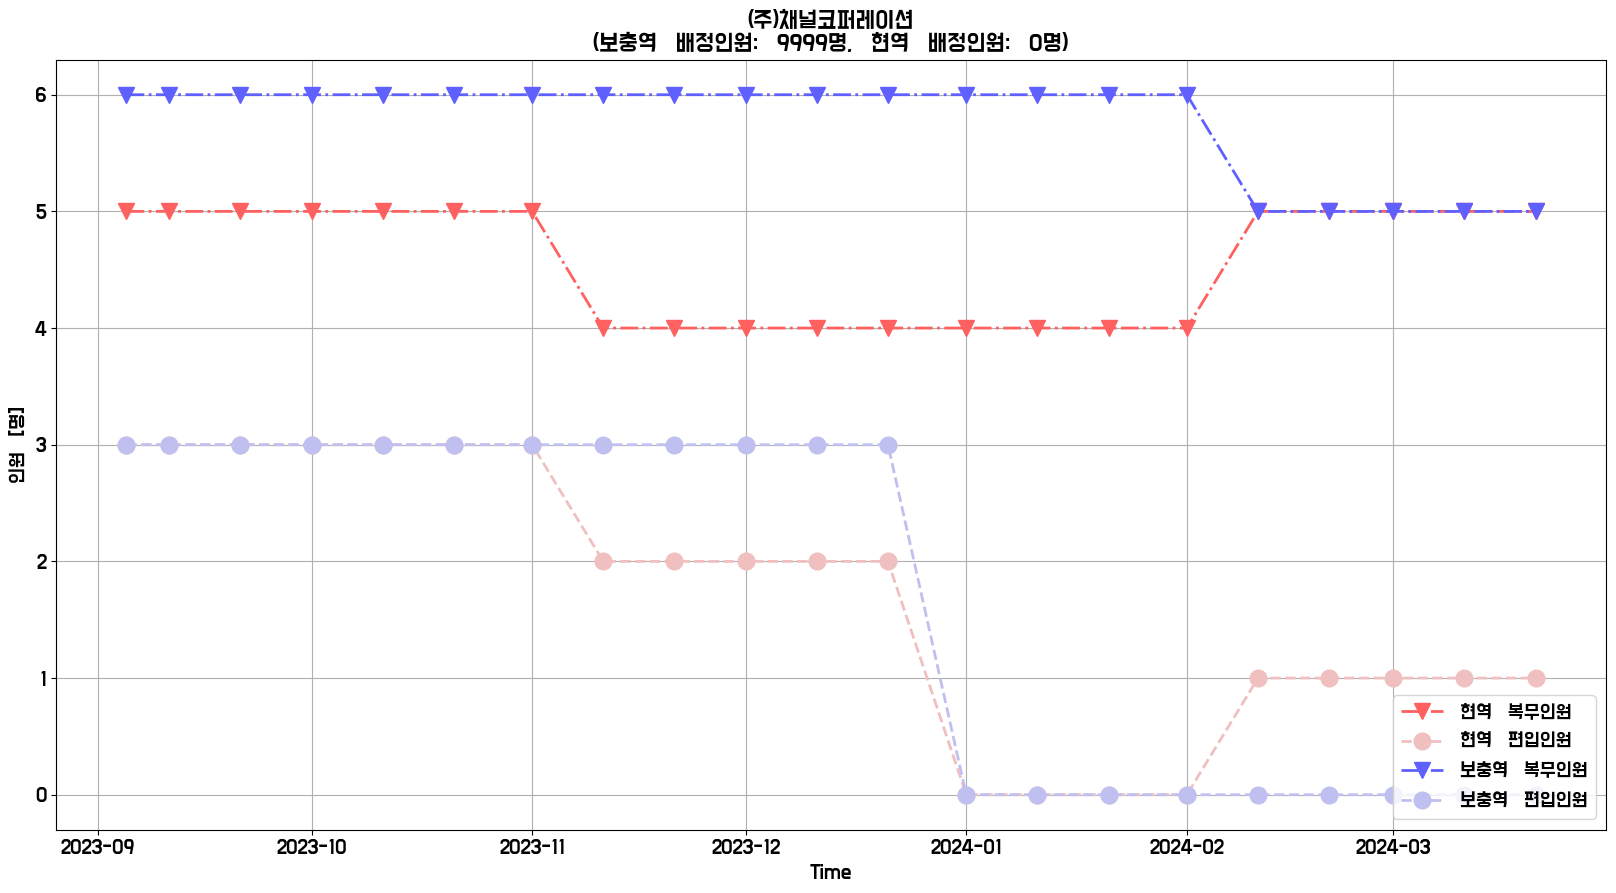 (주)채널코퍼레이션
(보충역 배정인원: 9999명, 현역 배정인원: 0명)
6
5
4
3
2
1
0
인원 [명]
2023-09 2023-10 2023-11 2023-12 2024-01 2024-02 2024-03
Time
현역 복무인원
현역 편입인원
보충역 복무인원
보충역 편입인원